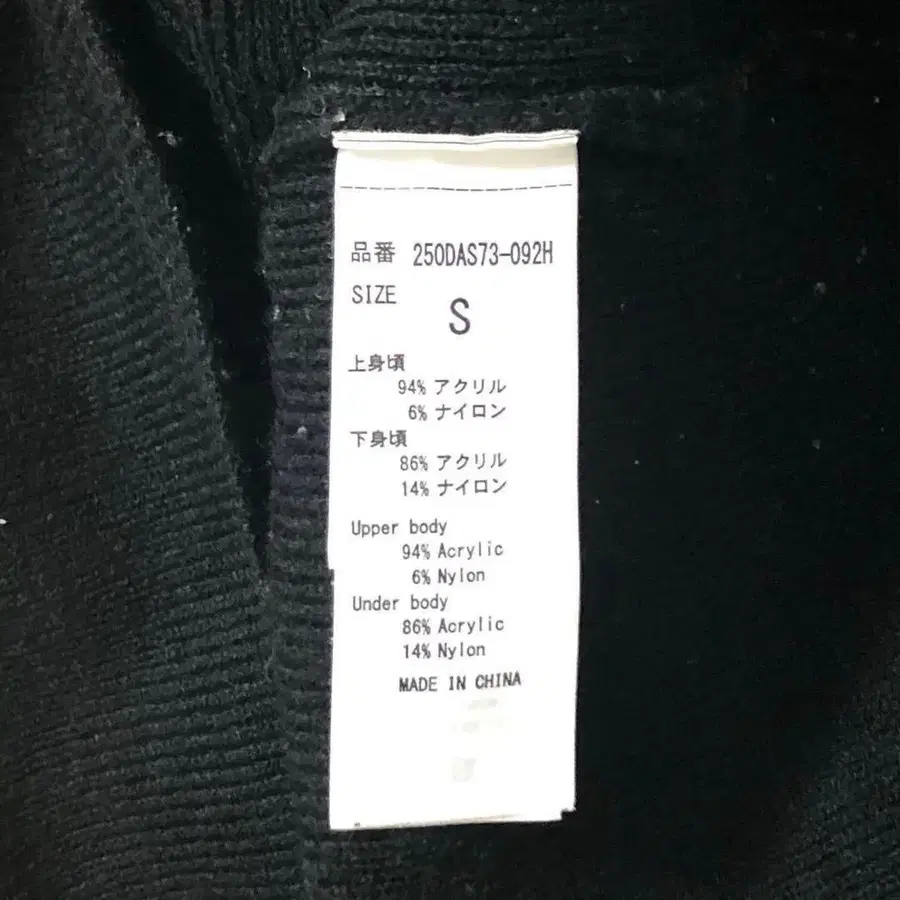 品番 250DAS73-092H
SIZE
S
上身頃
94% アクリル
6% ナイロン
下身頃
86% アクリル
14% ナイロン
Upper body
94% Acrylic
6% Nylon
Under body
86% Acrylic
14% Nylon
MADE IN CHINA